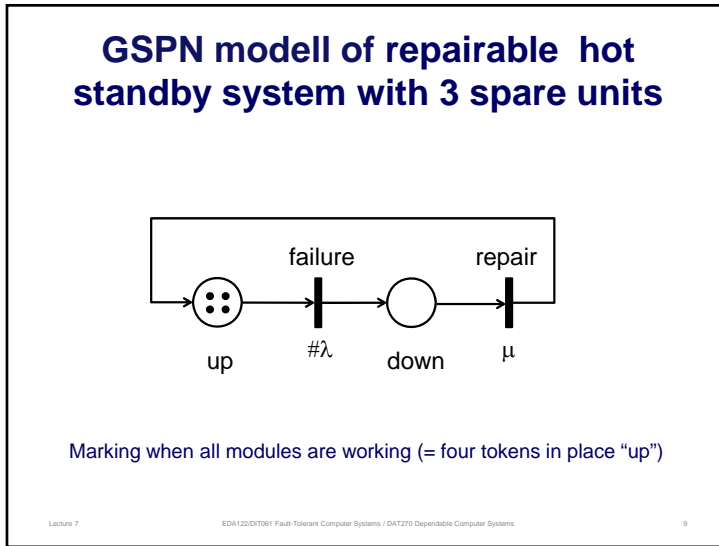 GSPN modell of repairable hot
standby system with 3 spare units
failure
repair
up
#λ
down
μ
Marking when all modules are working (= four tokens in place “up”)
Lecture 7
EDA122/DIT061 Fault-Tolerant Computer Systems / DAT270 Dependable Computer Systems
9